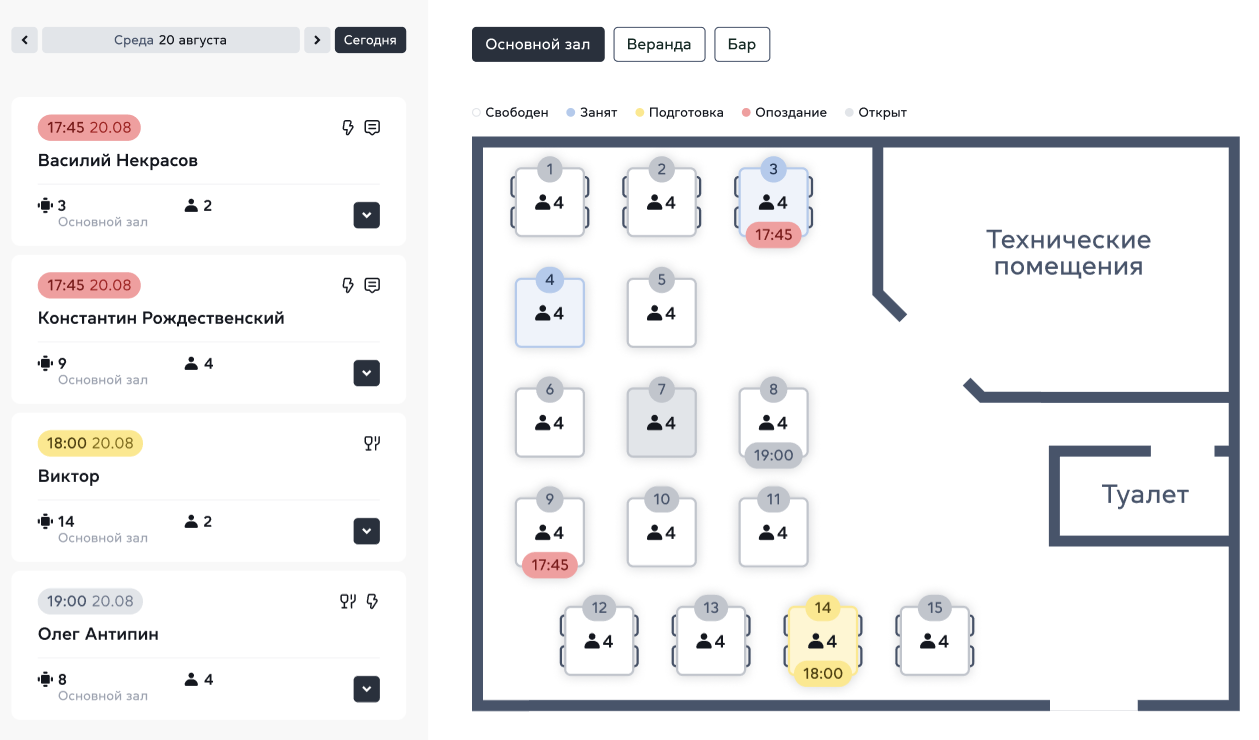 Среда 20 августа
Сегодня
17:45 20.08
Василий Некрасов
3
Основной зал
2
17:45 20.08
Константин Рождественский
9
Основной зал
4
18:00 20.08
Виктор
14
Основной зал
2
19:00 20.08
Олег Антипин
8
Основной зал
4
Основной зал
Веранда
Бар
Свободен
Занят
Подготовка
Опоздание
Открыт
1
4
2
4
3
4
17:45
Технические
помещения
4
4
5
4
6
4
7
4
8
4
19:00
9
4
17:45
10
4
11
4
Туалет
12
4
13
4
14
4
18:00
15
4